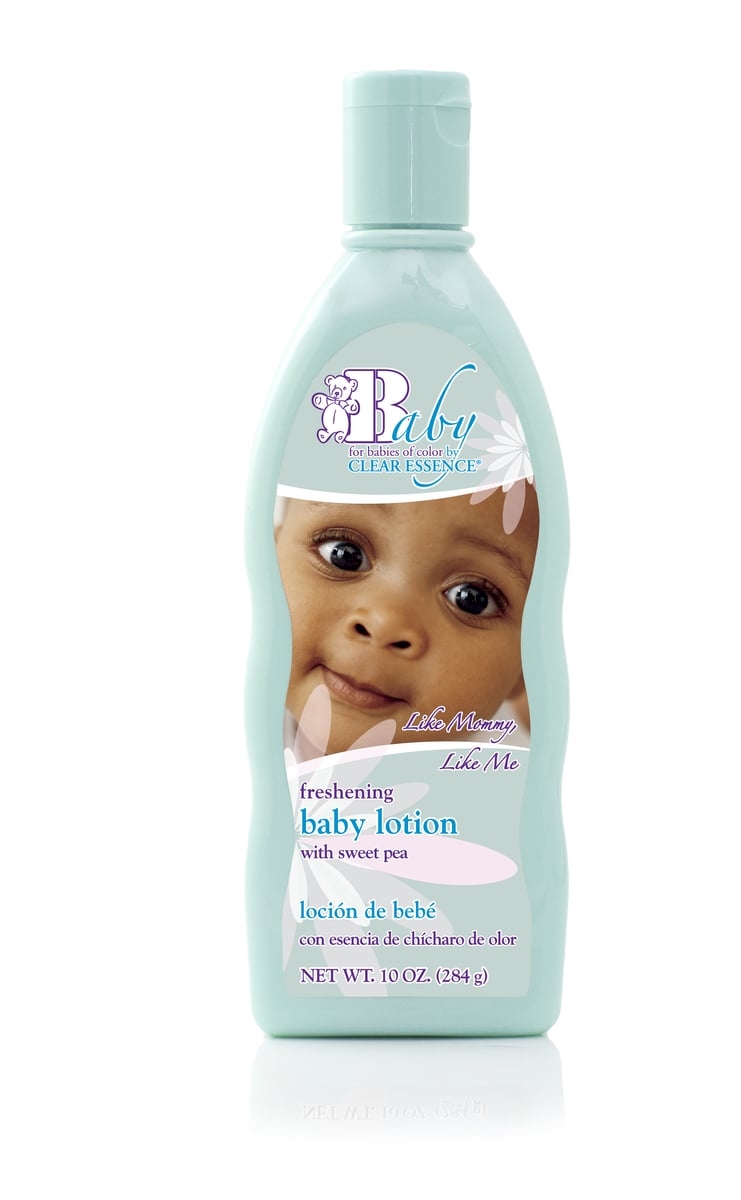 Baby
for babies of color by
CLEAR ESSENCE®
Like Mommy,
Like Me
freshening
baby lotion
with sweet pea
loción de bebé
con esencia de chícharo de olor
NET WT. 10 OZ. (284 g)